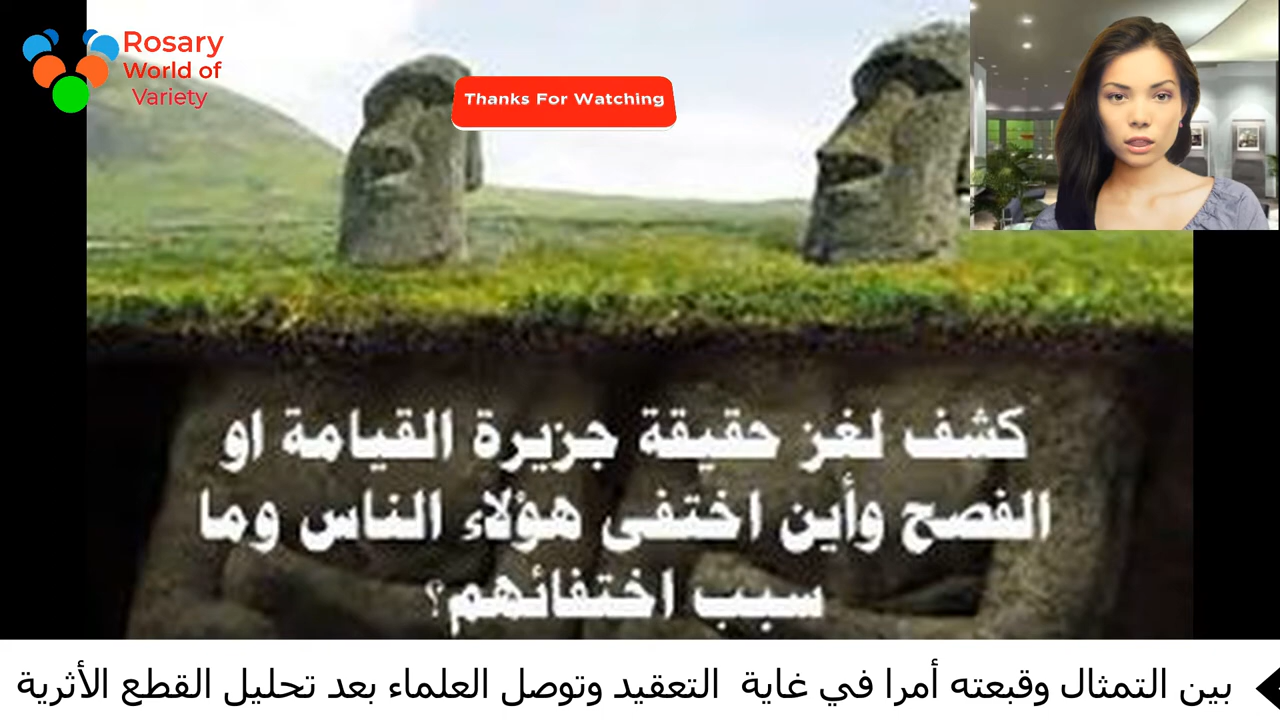 Rosary
World of
Variety
Thanks For Watching
كشف لغز حقيقة جزيرة القيامة او
الفصح وأين اختفى هؤلاء الناس وما
سبب اختفائهم؟
بين التمثال وقبعته أمرا في غاية التعقيد وتوصل العلماء بعد تحليل القطع الأثرية